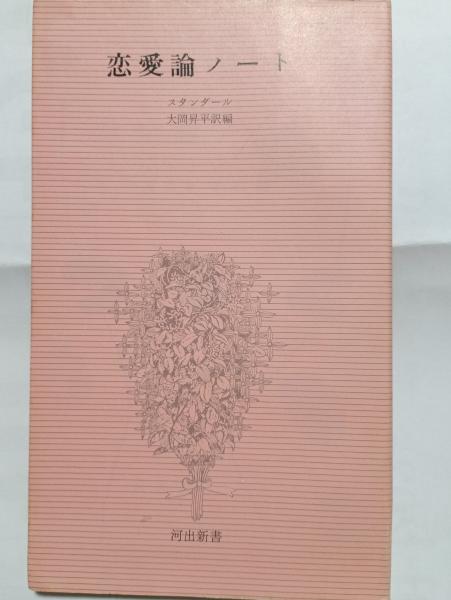 恋愛論ノート
スタンダール
大岡昇平訳編
河出新書